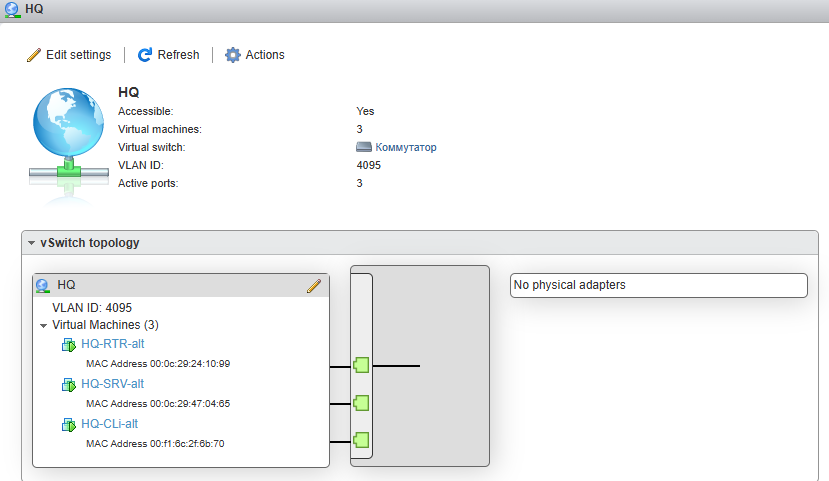 HQ
Edit settings
Refresh
Actions
HQ
Accessible: Yes
Virtual machines: 3
Virtual switch: Коммутатор
VLAN ID: 4095
Active ports: 3
vSwitch topology
HQ
VLAN ID: 4095
Virtual Machines (3)
HQ-RTR-alt
MAC Address 00:0c:29:24:10:99
HQ-SRV-alt
MAC Address 00:0c:29:47:04:65
HQ-CLi-alt
MAC Address 00:f1:6c:2f:6b:70
No physical adapters